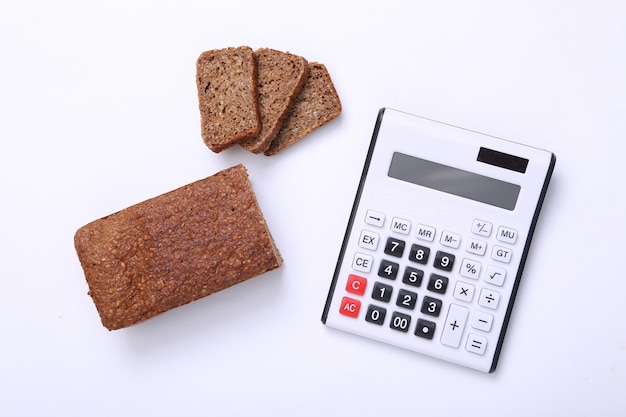 → MC MR M− M÷ +/−
EX 7 8 9 % MU
CE 4 5 6 × √ GT
C 1 2 3 ÷
AC 0 00 . + −
=